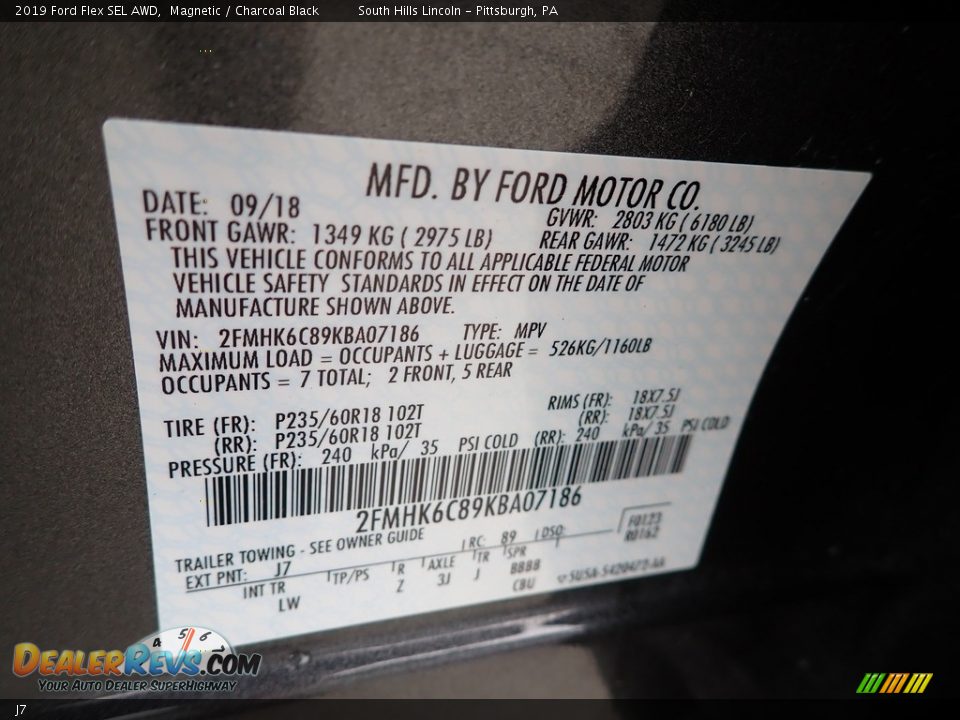 2019 Ford Flex SEL AWD, Magnetic / Charcoal Black South Hills Lincoln - Pittsburgh, PA
MFD. BY FORD MOTOR CO.
DATE: 09/18 GVWR: 2803 KG ( 6180 LB)
FRONT GAWR: 1349 KG ( 2975 LB) REAR GAWR: 1472 KG ( 3245 LB)
THIS VEHICLE CONFORMS TO ALL APPLICABLE FEDERAL MOTOR
VEHICLE SAFETY STANDARDS IN EFFECT ON THE DATE OF
MANUFACTURE SHOWN ABOVE.
VIN: 2FMHK6C89KBA07186 TYPE: MPV
MAXIMUM LOAD = OCCUPANTS + LUGGAGE = 526KG/1160LB
OCCUPANTS = 7 TOTAL; 2 FRONT, 5 REAR
TIRE (FR): P235/60R18 102T RIMS (FR): 18X7.5J
(RR): P235/60R18 102T (RR): 18X7.5J
PRESSURE (FR): 240 kPa/ 35 PSI COLD (RR): 240 kPa/ 35 PSI COLD
2FMHK6C89KBA07186
TRAILER TOWING - SEE OWNER GUIDE RC: 89 DSO: F0123
EXT PNT: J7 R0162
INT TR TP/PS R AXLE TR SPR
LW Z 3J J BBBB
CBU
DEALERREVS.COM
YOUR AUTO DEALER SUPERHIGHWAY
4 5 6
J7